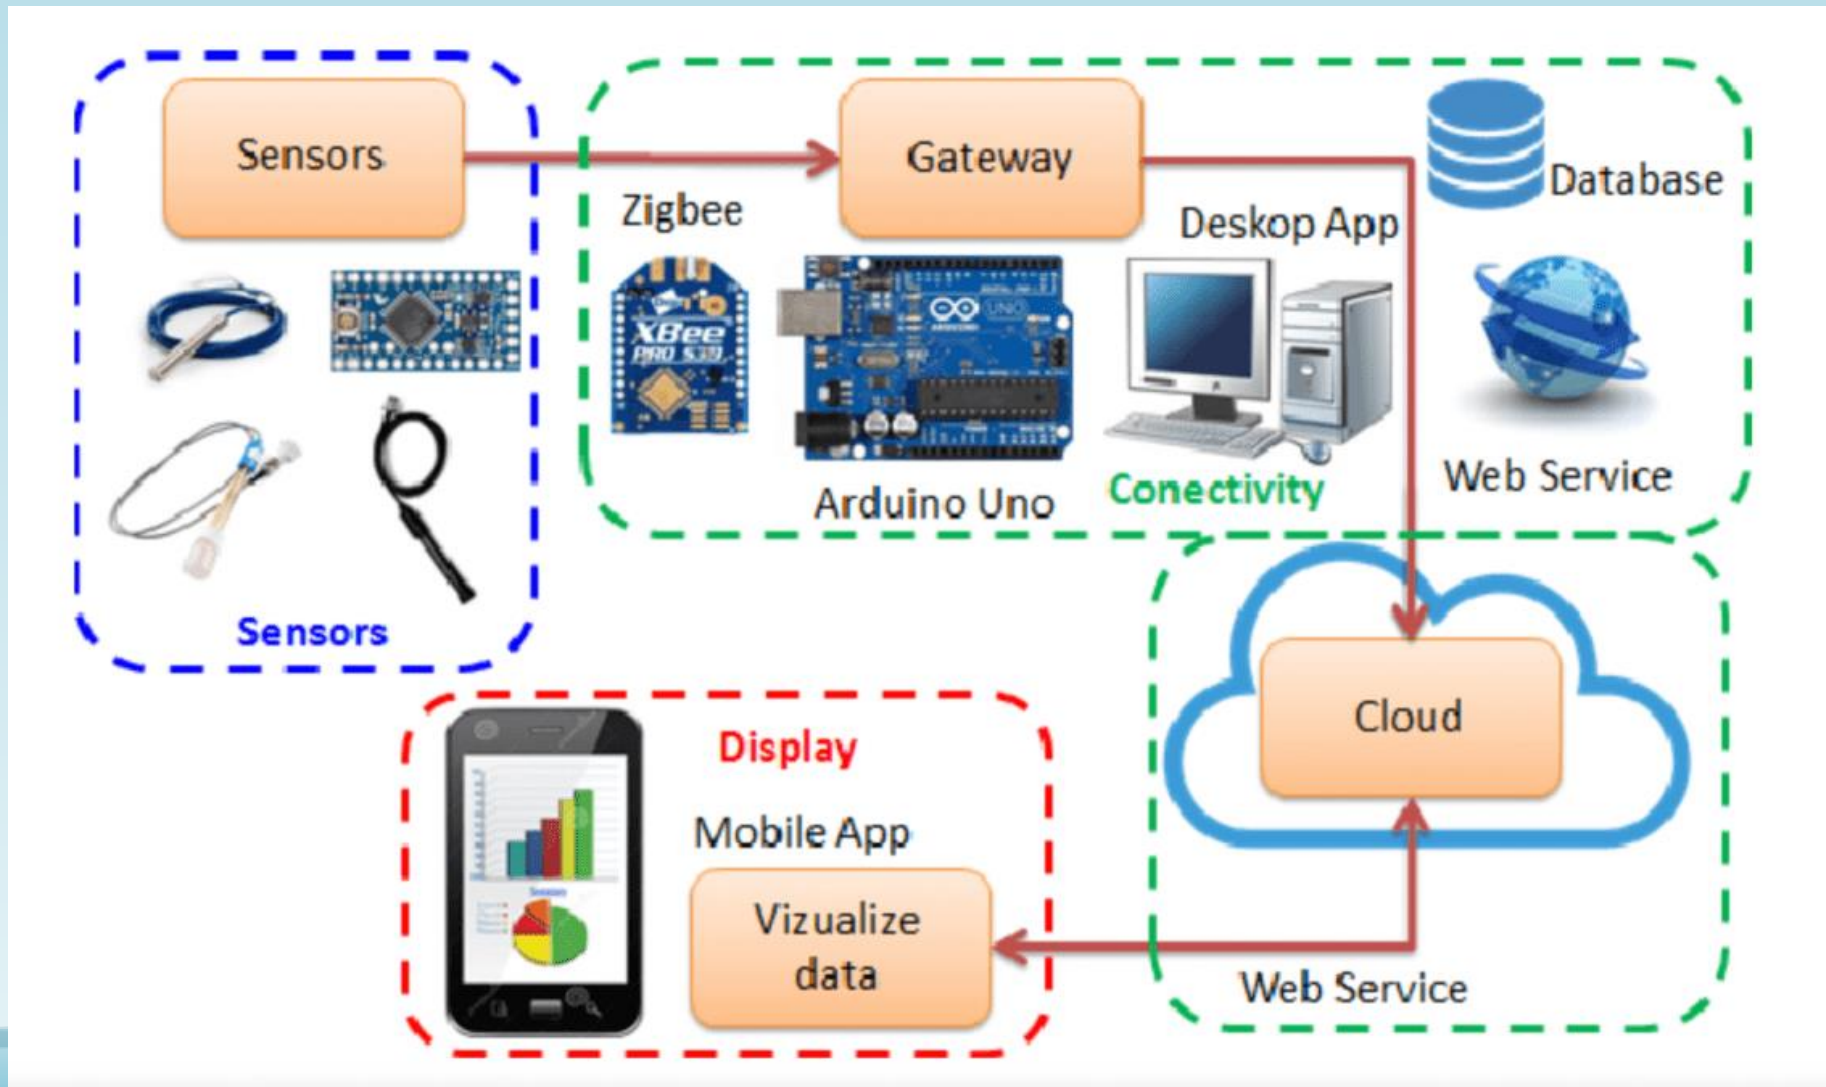 Sensors
Gateway
Database
Zigbee
Deskop App
XBee
PRO S3B
UNO
ARDUINO
Arduino Uno
Conectivity
Web Service
Sensors
Cloud
Display
Mobile App
Vizualize
data
Web Service